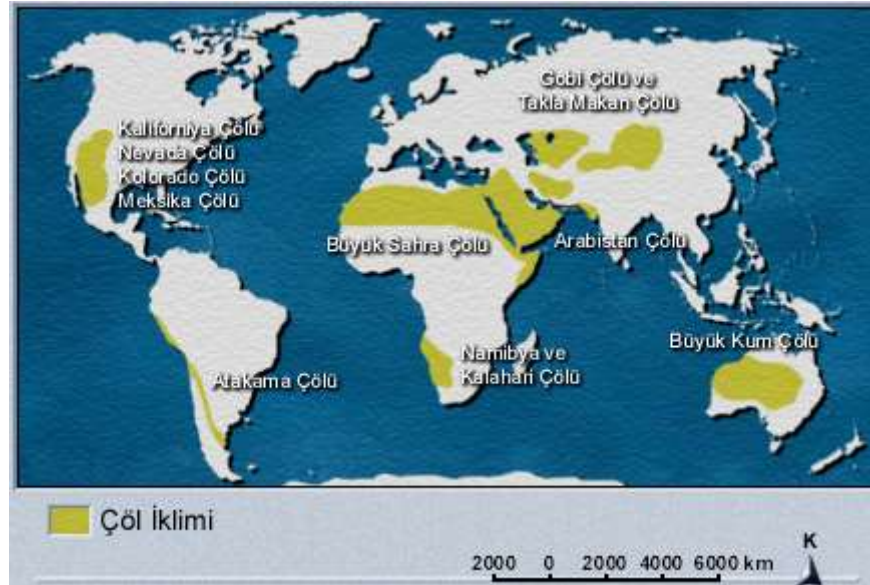 Gobi Çölü ve
Takla Makan Çölü
Kaliforniya Çölü
Nevada Çölü
Kolorado Çölü
Meksika Çölü
Büyük Sahra Çölü
Arabistan Çölü
Büyük Kum Çölü
Namibya ve
Kalahari Çölü
Atakama Çölü
Çöl İklimi
K
2000 0 2000 4000 6000 km